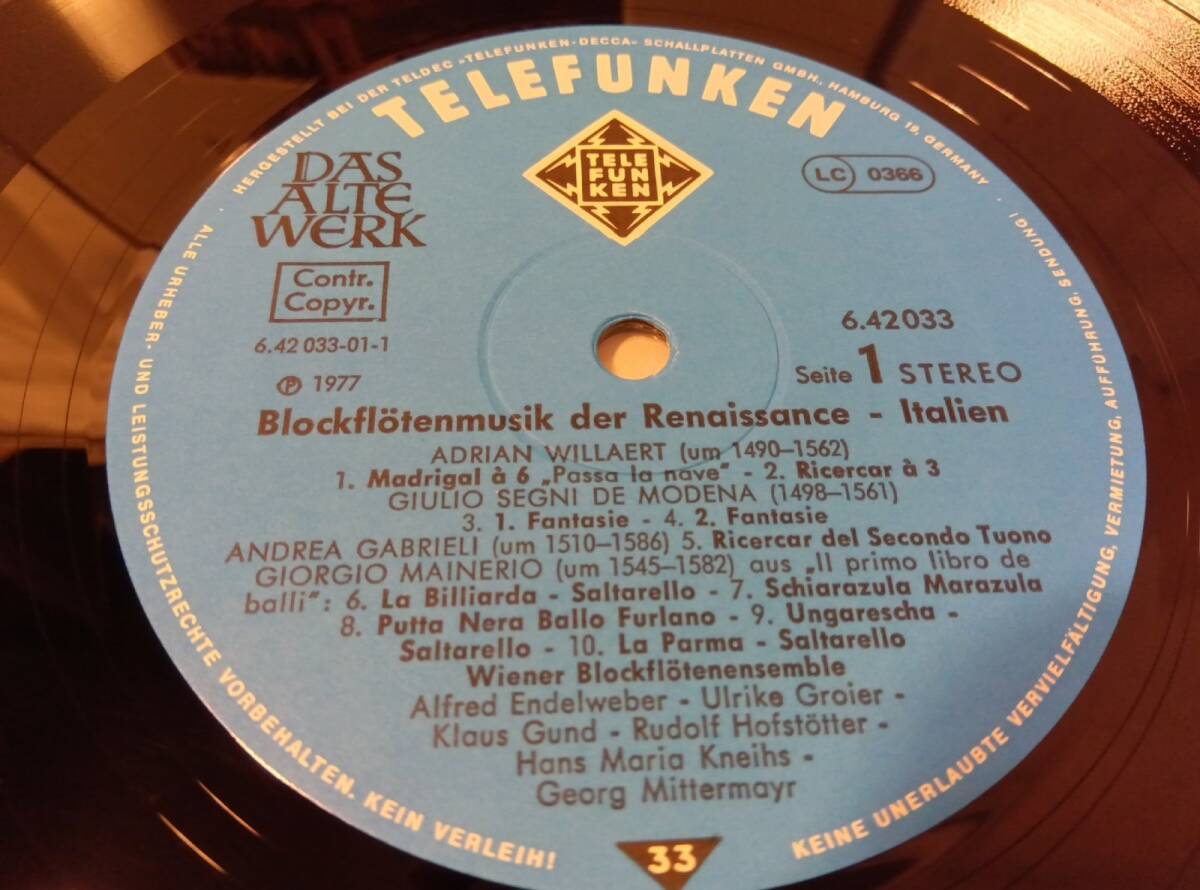 HERGESTELLT BEI DER TELDEC »TELEFUNKEN-DECCA« SCHALLPLATTEN GMBH., HAMBURG 19, GERMANY
TELEFUNKEN
TELE
FUN
KEN
DAS
ALTE
WERK
LC 0366
Contr.
Copyr.
6.42 033-01-1
6.42033
℗ 1977
Seite 1 STEREO
Blockflötenmusik der Renaissance - Italien
ADRIAN WILLAERT (um 1490–1562)
1. Madrigal à 6 „Passa la nave" - 2. Ricercar à 3
GIULIO SEGNI DE MODENA (1498–1561)
3. 1. Fantasie - 4. 2. Fantasie
ANDREA GABRIELI (um 1510–1586) 5. Ricercar del Secondo Tuono
GIORGIO MAINERIO (um 1545–1582) aus „Il primo libro de
balli": 6. La Billiarda - Saltarello - 7. Schiarazula Marazula
8. Putta Nera Ballo Furlano - 9. Ungarescha -
Saltarello - 10. La Parma - Saltarello
Wiener Blockflötenensemble
Alfred Endelweber - Ulrike Groier -
Klaus Gund - Rudolf Hofstötter -
Hans Maria Kneihs -
Georg Mittermayr
33
ALLE URHEBER- UND LEISTUNGSSCHUTZRECHTE VORBEHALTEN. KEIN VERLEIH!
KEINE UNERLAUBTE VERVIELFÄLTIGUNG, VERMIETUNG, AUFFÜHRUNG, SENDUNG!